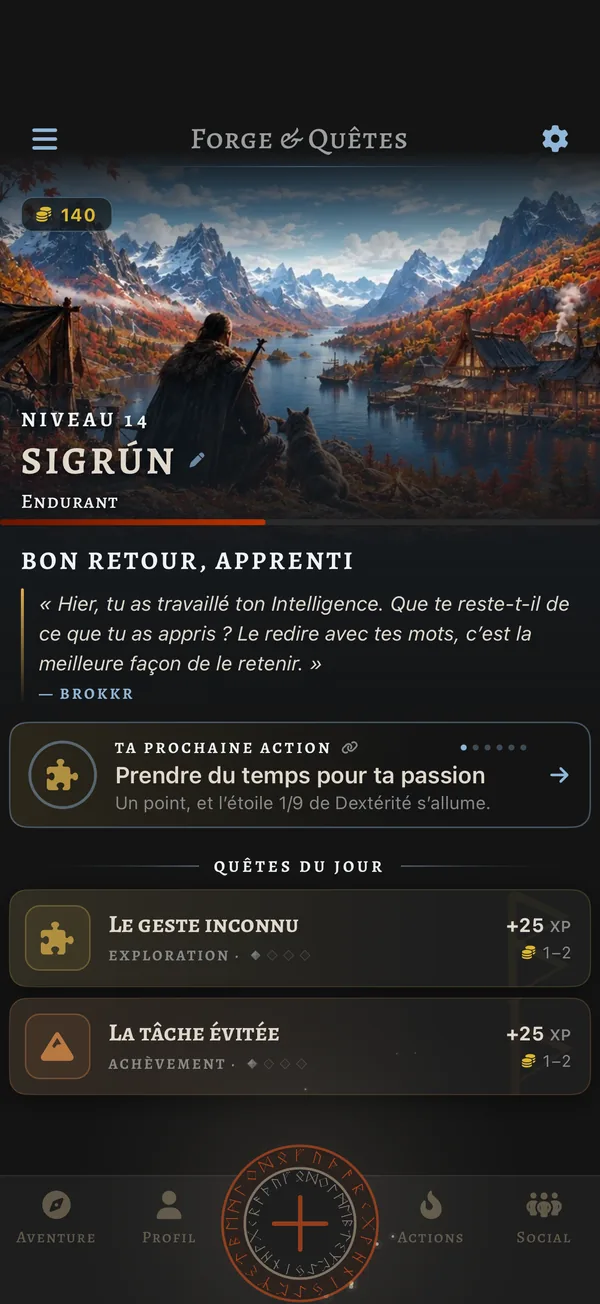 Forge & Quêtes
140
NIVEAU 14
SIGRÚN
Endurant
BON RETOUR, APPRENTI
« Hier, tu as travaillé ton Intelligence. Que te reste-t-il de
ce que tu as appris ? Le redire avec tes mots, c’est la
meilleure façon de le retenir. »
— BROKKR
TA PROCHAINE ACTION
Prendre du temps pour ta passion
Un point, et l’étoile 1/9 de Dextérité s’allume.
QUÊTES DU JOUR
Le geste inconnu
+25 XP
EXPLORATION ·
1–2
La tâche évitée
+25 XP
ACHÈVEMENT ·
1–2
Aventure
Profil
Actions
Social